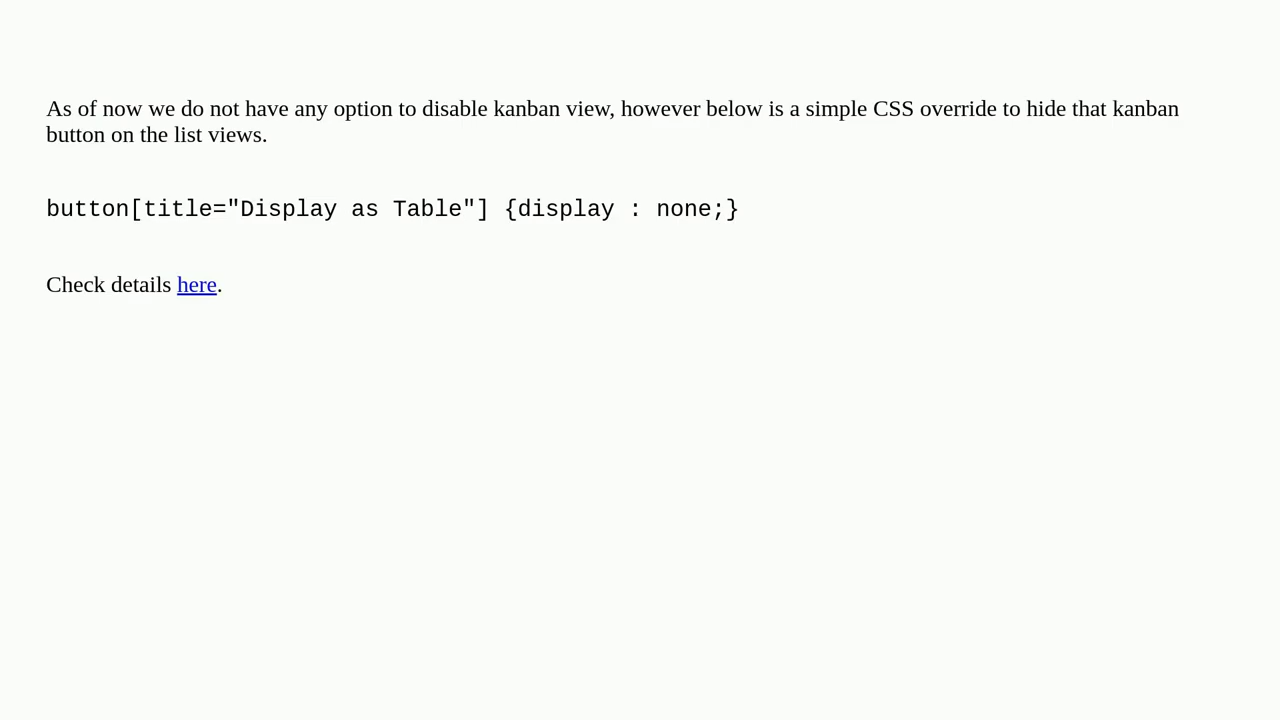 As of now we do not have any option to disable kanban view, however below is a simple CSS override to hide that kanban
button on the list views.
button[title="Display as Table"] {display : none;}
Check details here.